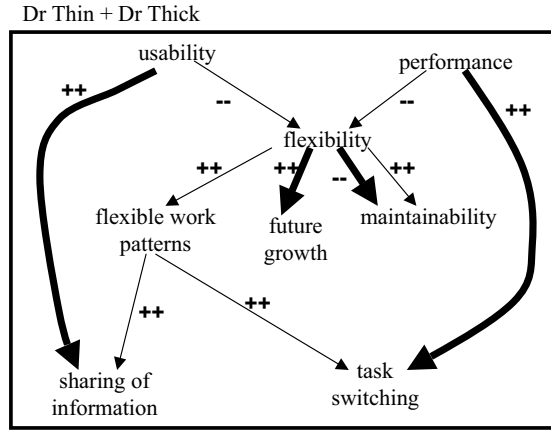 Dr Thin + Dr Thick
usability
performance
++
++
--
--
flexibility
++
++
++
--
flexible work
patterns
future
growth
maintainability
++
++
sharing of
information
task
switching